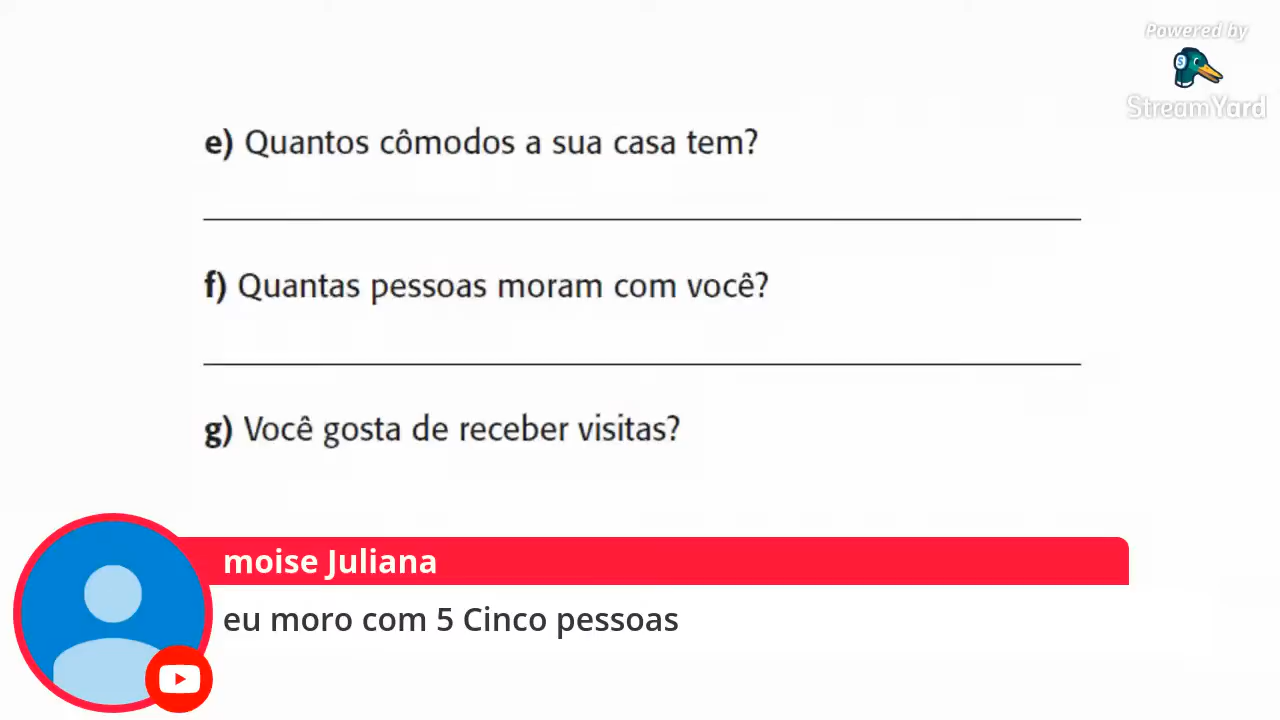 Powered by
StreamYard
e) Quantos cômodos a sua casa tem?
f) Quantas pessoas moram com você?
g) Você gosta de receber visitas?
moise Juliana
eu moro com 5 Cinco pessoas